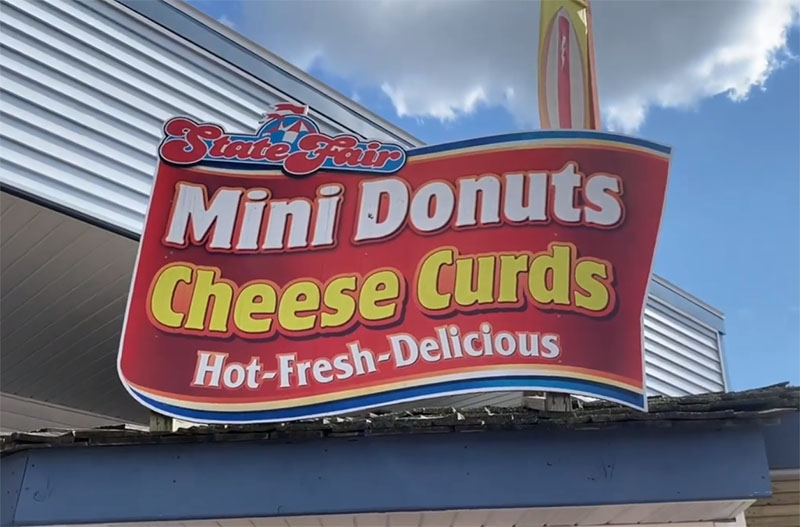 State Fair
Mini Donuts
Cheese Curds
Hot-Fresh-Delicious